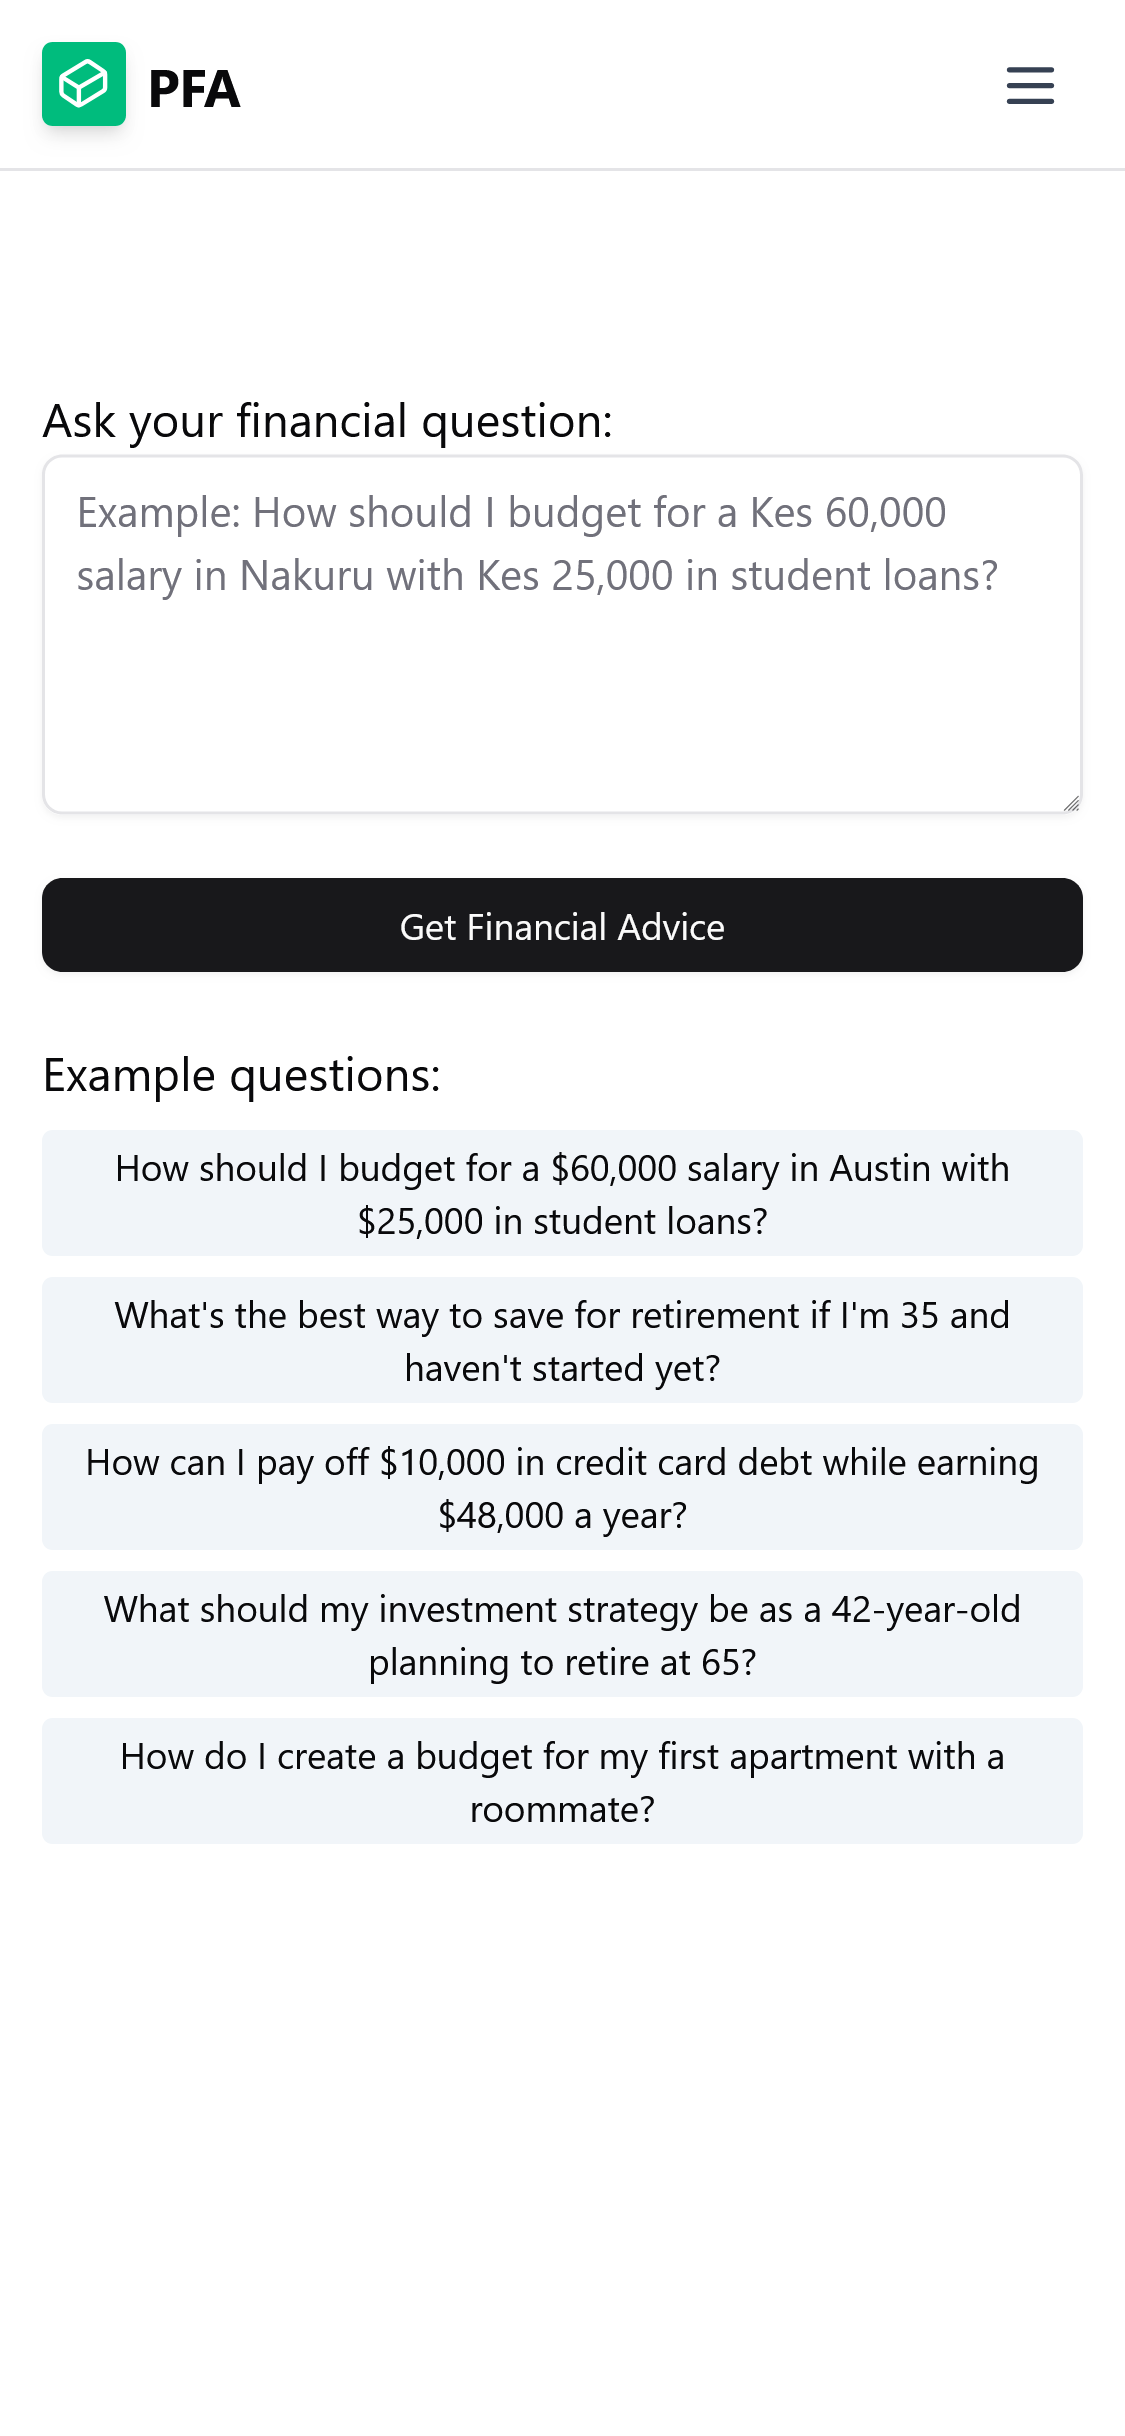 PFA
Ask your financial question:
Example: How should I budget for a Kes 60,000
salary in Nakuru with Kes 25,000 in student loans?
Get Financial Advice
Example questions:
How should I budget for a $60,000 salary in Austin with
$25,000 in student loans?
What's the best way to save for retirement if I'm 35 and
haven't started yet?
How can I pay off $10,000 in credit card debt while earning
$48,000 a year?
What should my investment strategy be as a 42-year-old
planning to retire at 65?
How do I create a budget for my first apartment with a
roommate?